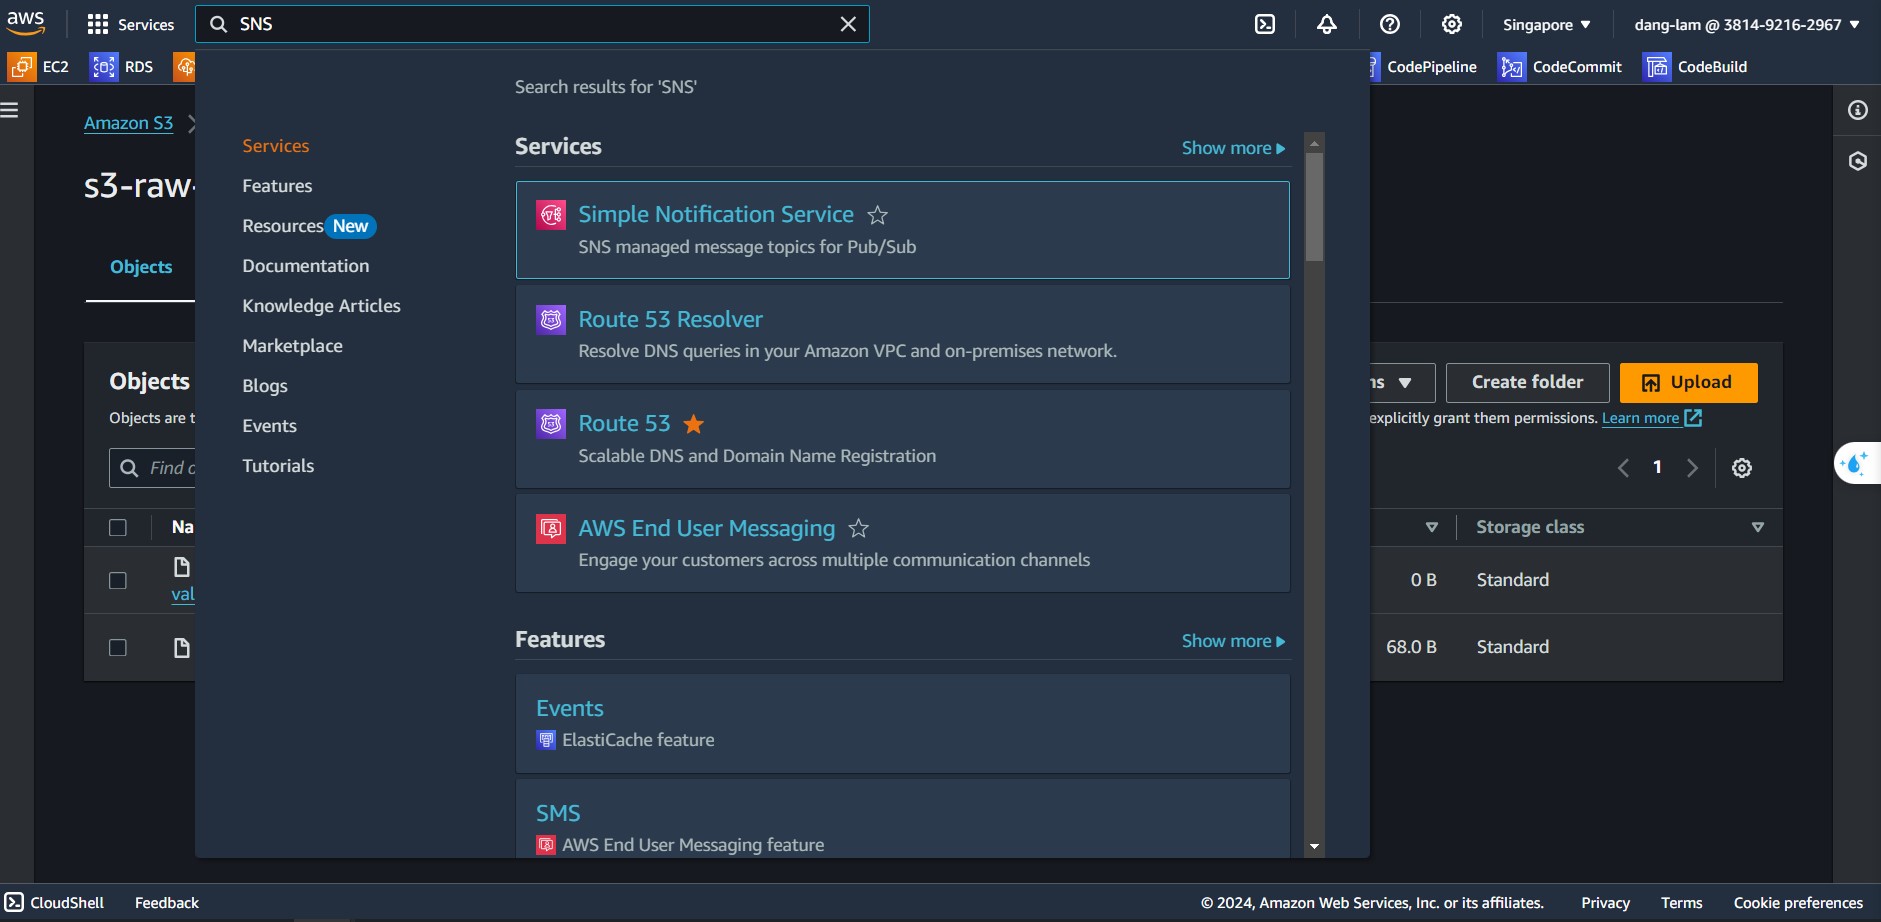 aws
Services
SNS
Singapore
dang-lam @ 3814-9216-2967
EC2
RDS
CodePipeline
CodeCommit
CodeBuild
Search results for 'SNS'
Amazon S3
s3-raw-
Objects
Services
Features
Resources New
Documentation
Knowledge Articles
Marketplace
Blogs
Events
Tutorials
Services
Show more
Simple Notification Service
SNS managed message topics for Pub/Sub
Route 53 Resolver
Resolve DNS queries in your Amazon VPC and on-premises network.
Route 53
Scalable DNS and Domain Name Registration
AWS End User Messaging
Engage your customers across multiple communication channels
Features
Show more
Events
ElastiCache feature
SMS
AWS End User Messaging feature
Objects
Objects are t
Find o
Na
val
ns
Create folder
Upload
explicitly grant them permissions. Learn more
1
Storage class
0 B
Standard
68.0 B
Standard
CloudShell
Feedback
© 2024, Amazon Web Services, Inc. or its affiliates.
Privacy
Terms
Cookie preferences